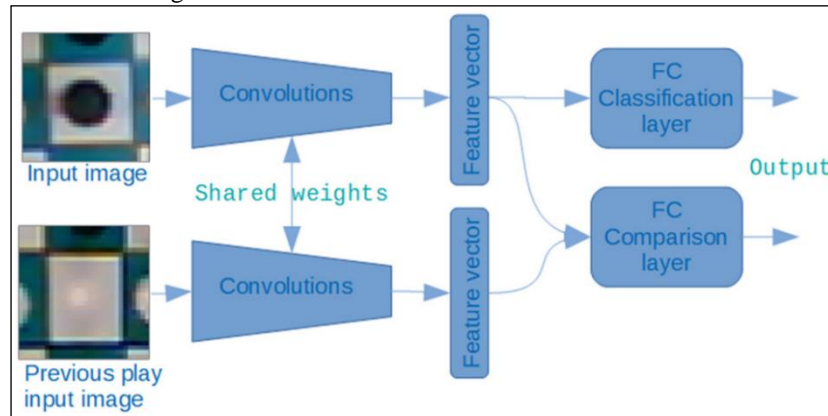 Convolutions
Feature vector
FC
Classification
layer
Input image
Shared weights
Output
Convolutions
Feature vector
FC
Comparison
layer
Previous play
input image